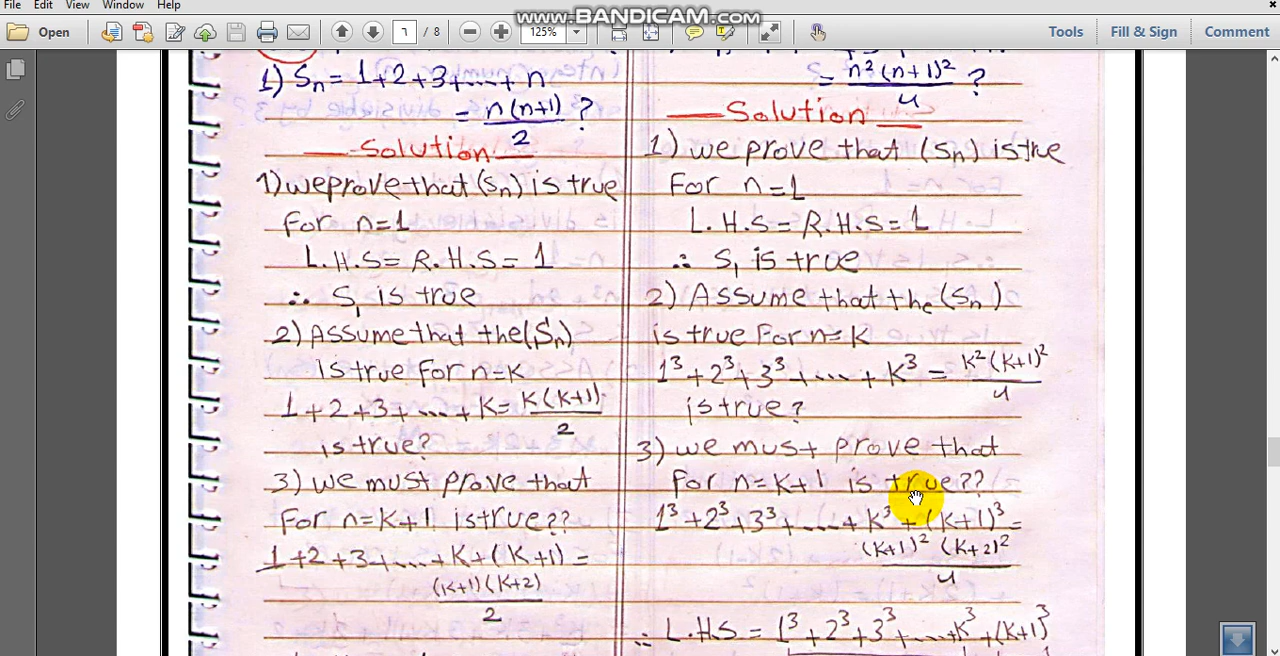 File Edit View Window Help
www.BANDICAM.com
Open
/ 8
125%
Tools
Fill & Sign
Comment
1) Sn = 1+2+3+....+ n
= n(n+1)/2 ?
Solution
1) we prove that (Sn) is true
For n=1
L.H.S = R.H.S = 1
∴ S1 is true
2) Assume that the (Sn)
is true for n=k
1+2+3+....+ k = k(k+1)/2
is true?
3) we must prove that
For n=k+1 is true??
1+2+3+....+k+(k+1) =
(k+1)(k+2)/2
= n²(n+1)²/4 ?
Solution
1) we prove that (Sn) is true
For n=1
L.H.S = R.H.S = 1
∴ S1 is true
2) Assume that the (Sn)
is true for n=k
1³+2³+3³+....+ k³ = k²(k+1)²/4
is true?
3) we must prove that
for n=k+1 is true??
1³+2³+3³+....+k³+(k+1)³ =
(k+1)² (k+2)²/4
∴ L.H.S = 1³+2³+3³+....+k³+(k+1)³